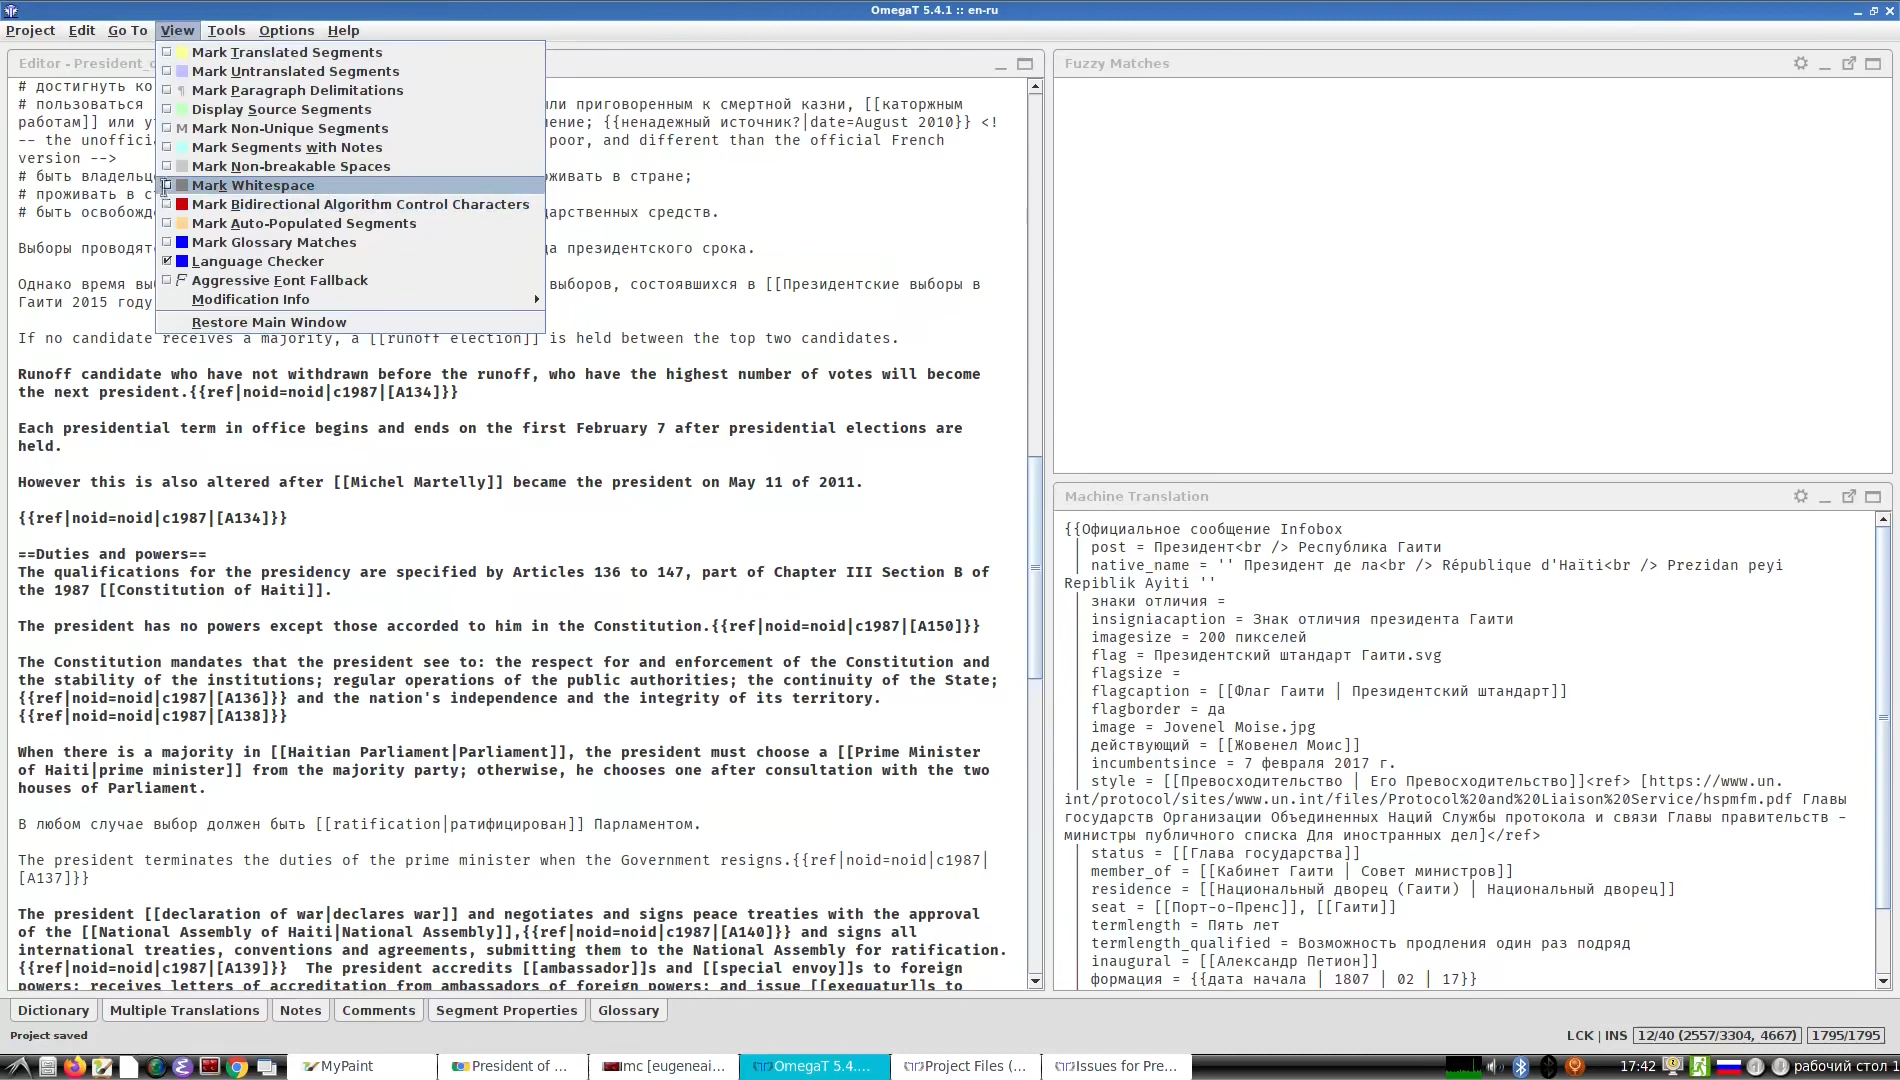 OmegaT 5.4.1 :: en-ru
Project Edit Go To View Tools Help Options
Editor - President_
Mark Translated Segments
Mark Untranslated Segments
Mark Paragraph Delimitations
Display Source Segments
Mark Non-Unique Segments
Mark Segments with Notes
Mark Non-breakable Spaces
Mark Whitespace
Mark Bidirectional Algorithm Control Characters
Mark Auto-Populated Segments
Mark Glossary Matches
Language Checker
Aggressive Font Fallback
Modification Info
Restore Main Window
# достигнуть
# пользоваться ли приговоренным к смертной казни, [[каторжным
работам]] или ение; {{ненадежный источник?|date=August 2010}} <!
-- the unoffici poor, and different than the official French
version -->
# быть владельц оживать в стране;
# проживать в
# быть освобожд дарственных средств.
Выборы проводят а президентского срока.
Однако время вы выборов, состоявшихся в [[Президентские выборы в
Гаити 2015 году
If no candidate receives a majority, a [[runoff election]] is held between the top two candidates.
Runoff candidate who have not withdrawn before the runoff, who have the highest number of votes will become
the next president.{{ref|noid=noid|c1987|[A134]}}
Each presidential term in office begins and ends on the first February 7 after presidential elections are
held.
However this is also altered after [[Michel Martelly]] became the president on May 11 of 2011.
{{ref|noid=noid|c1987|[A134]}}
==Duties and powers==
The qualifications for the presidency are specified by Articles 136 to 147, part of Chapter III Section B of
the 1987 [[Constitution of Haiti]].
The president has no powers except those accorded to him in the Constitution.{{ref|noid=noid|c1987|[A150]}}
The Constitution mandates that the president see to: the respect for and enforcement of the Constitution and
the stability of the institutions; regular operations of the public authorities; the continuity of the State;
{{ref|noid=noid|c1987|[A136]}} and the nation's independence and the integrity of its territory.
{{ref|noid=noid|c1987|[A138]}}
When there is a majority in [[Haitian Parliament|Parliament]], the president must choose a [[Prime Minister
of Haiti|prime minister]] from the majority party; otherwise, he chooses one after consultation with the two
houses of Parliament.
В любом случае выбор должен быть [[ratification|ратифицирован]] Парламентом.
The president terminates the duties of the prime minister when the Government resigns.{{ref|noid=noid|c1987|
[A137]}}
The president [[declaration of war|declares war]] and negotiates and signs peace treaties with the approval
of the [[National Assembly of Haiti|National Assembly]],{{ref|noid=noid|c1987|[A140]}} and signs all
international treaties, conventions and agreements, submitting them to the National Assembly for ratification.
{{ref|noid=noid|c1987|[A139]}}  The president accredits [[ambassador]]s and [[special envoy]]s to foreign
powers; receives letters of accreditation from ambassadors of foreign powers; and issue [[exequatur]]s to
Fuzzy Matches
Machine Translation
{{Официальное сообщение Infobox
| post = Президент<br /> Республика Гаити
| native_name = '' Президент де ла<br /> République d'Haïti<br /> Prezidan peyi
Repiblik Ayiti ''
| знаки отличия =
| insigniacaption = Знак отличия президента Гаити
| imagesize = 200 пикселей
| flag = Президентский штандарт Гаити.svg
| flagsize =
| flagcaption = [[Флаг Гаити | Президентский штандарт]]
| flagborder = да
| image = Jovenel Moise.jpg
| действующий = [[Жовенел Моис]]
| incumbentsince = 7 февраля 2017 г.
| style = [[Превосходительство | Его Превосходительство]]<ref> [https://www.un.
int/protocol/sites/www.un.int/files/Protocol%20and%20Liaison%20Service/hspmfm.pdf Главы
государств Организации Объединенных Наций Службы протокола и связи Главы правительств -
министры публичного списка Для иностранных дел]</ref>
| status = [[Глава государства]]
| member_of = [[Кабинет Гаити | Совет министров]]
| residence = [[Национальный дворец (Гаити) | Национальный дворец]]
| seat = [[Порт-о-Пренс]], [[Гаити]]
| termlength = Пять лет
| termlength_qualified = Возможность продления один раз подряд
| inaugural = [[Александр Петион]]
| формация = {{дата начала | 1807 | 02 | 17}}
Dictionary Multiple Translations Notes Comments Segment Properties Glossary
Project saved
LCK | INS 12/40 (2557/3304, 4667) 1795/1795
MyPaint President of ... mc [eugeneai... OmegaT 5.4.... Project Files (... Issues for Pre... 17:42 рабочий стол 1